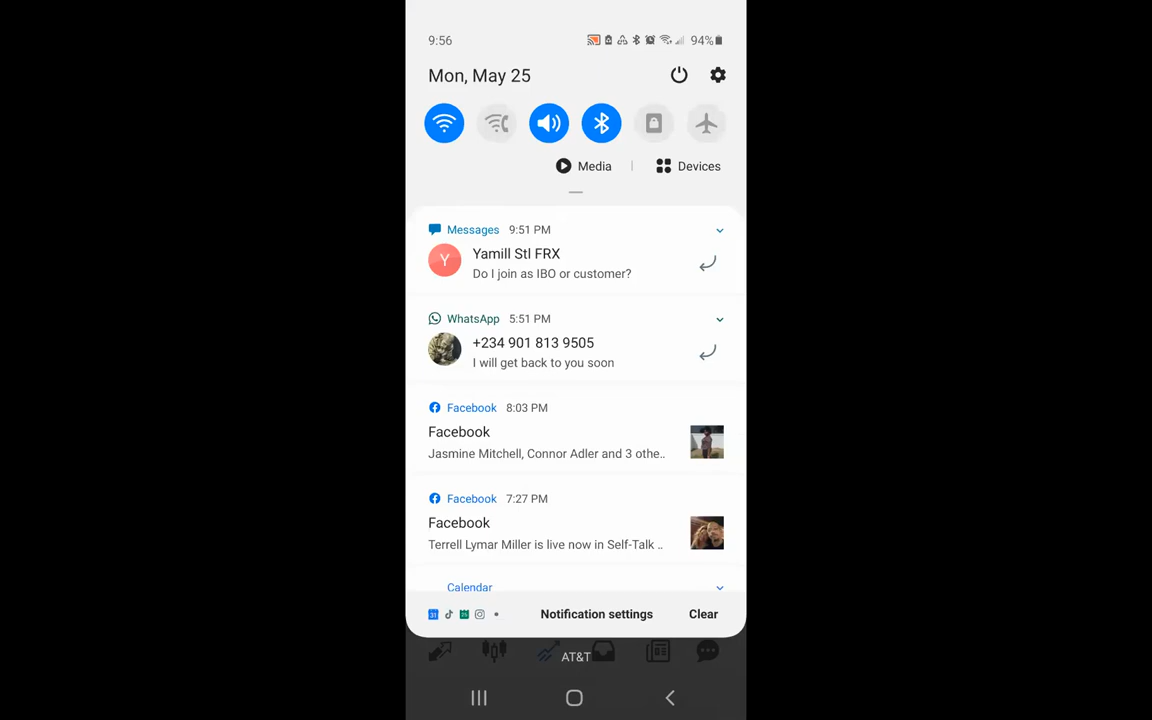 9:56
94%
Mon, May 25
Media
Devices
Messages 9:51 PM
Y
Yamill Stl FRX
Do I join as IBO or customer?
WhatsApp 5:51 PM
+234 901 813 9505
I will get back to you soon
Facebook 8:03 PM
Facebook
Jasmine Mitchell, Connor Adler and 3 othe..
Facebook 7:27 PM
Facebook
Terrell Lymar Miller is live now in Self-Talk ..
Calendar
31
Notification settings
Clear
AT&T